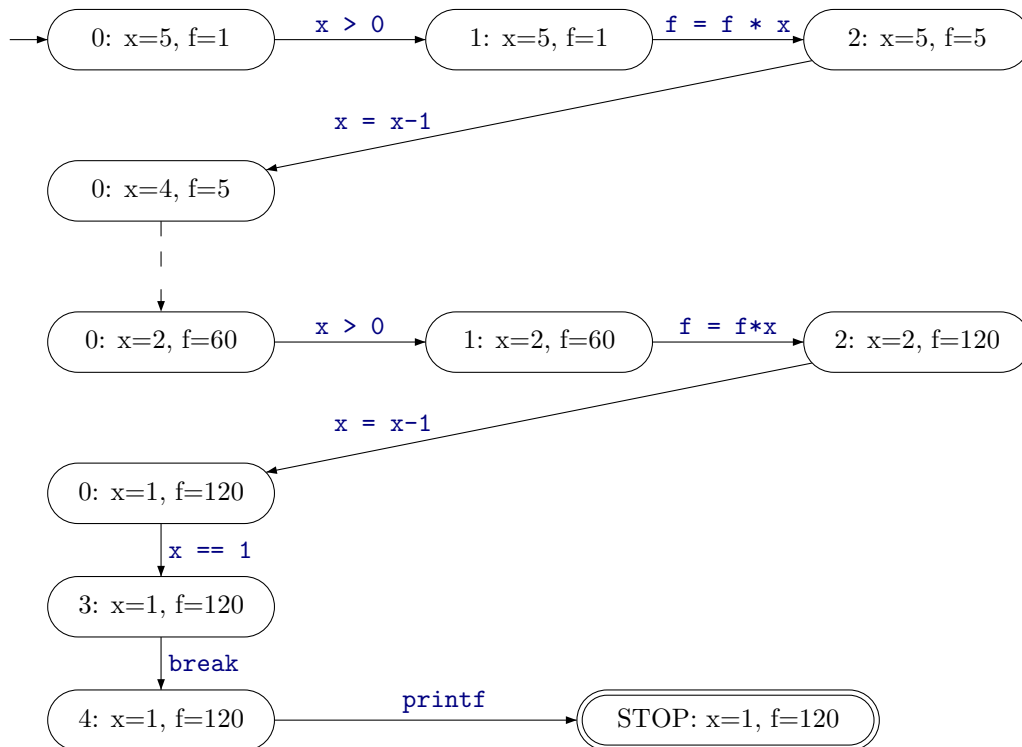 0: x=5, f=1 x > 0 1: x=5, f=1 f = f * x 2: x=5, f=5
x = x-1
0: x=4, f=5
0: x=2, f=60 x > 0 1: x=2, f=60 f = f*x 2: x=2, f=120
x = x-1
0: x=1, f=120
x == 1
3: x=1, f=120
break
4: x=1, f=120 printf STOP: x=1, f=120